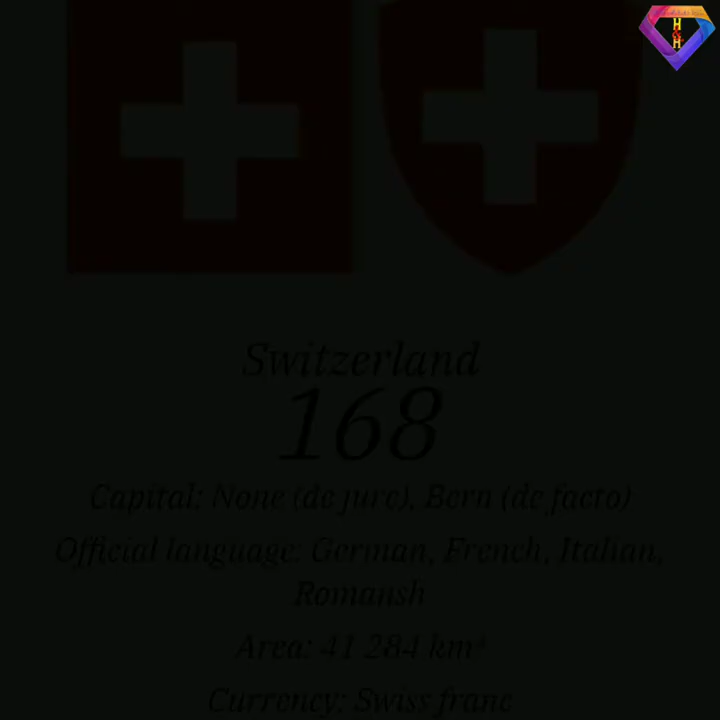 H
G
H
Switzerland
168
Capital: None (de jure), Bern (de facto)
Official language: German, French, Italian,
Romansh
Area: 41 284 km²
Currency: Swiss franc